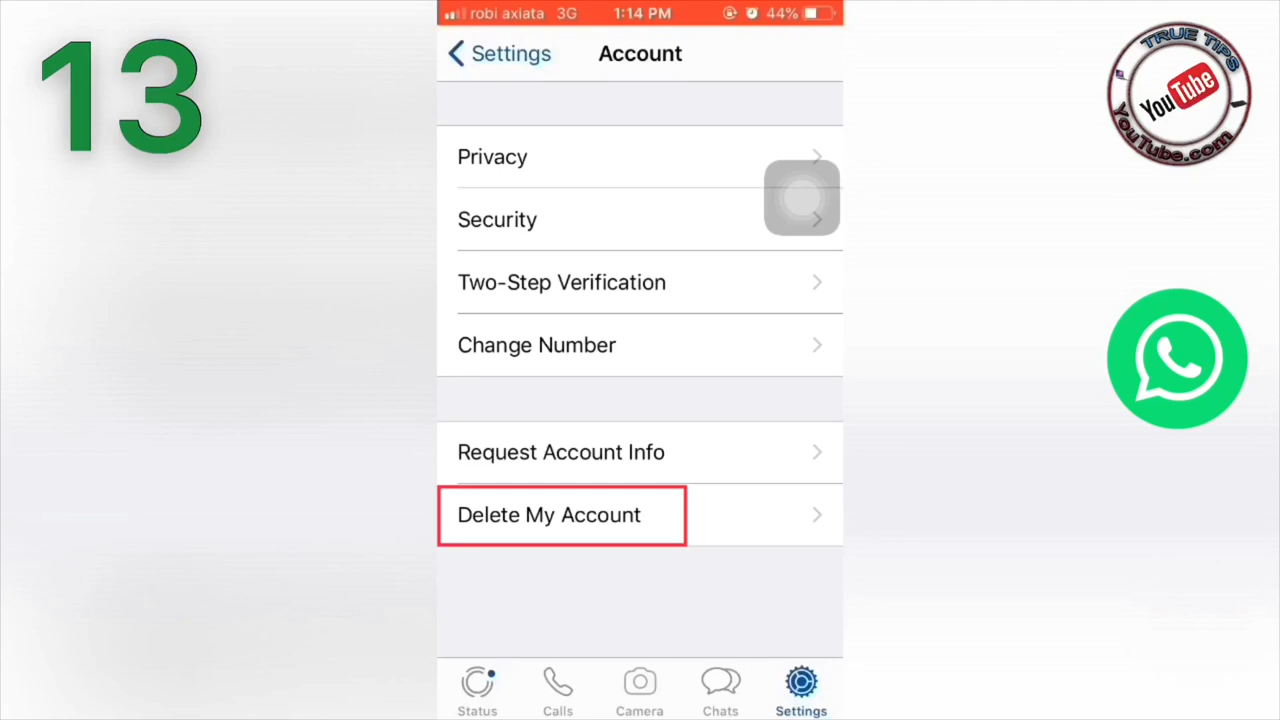 13
robi axiata 3G 1:14 PM 44%
Settings Account
Privacy
Security
Two-Step Verification
Change Number
Request Account Info
Delete My Account
Status Calls Camera Chats Settings
TRUE TIPS
YouTube
YouTube.com